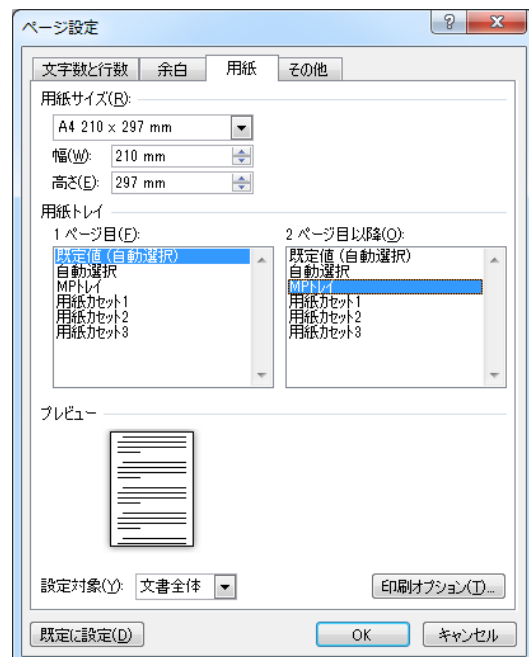 ページ設定
文字数と行数 余白 用紙 その他
用紙サイズ(R):
A4 210 x 297 mm
幅(W): 210 mm
高さ(E): 297 mm
用紙トレイ
1 ページ目(F): 2 ページ目以降(O):
既定値 (自動選択) 既定値 (自動選択)
自動選択 自動選択
MPトレイ MPトレイ
用紙カセット1 用紙カセット1
用紙カセット2 用紙カセット2
用紙カセット3 用紙カセット3
プレビュー
設定対象(Y): 文書全体 印刷オプション(T)...
既定に設定(D) OK キャンセル